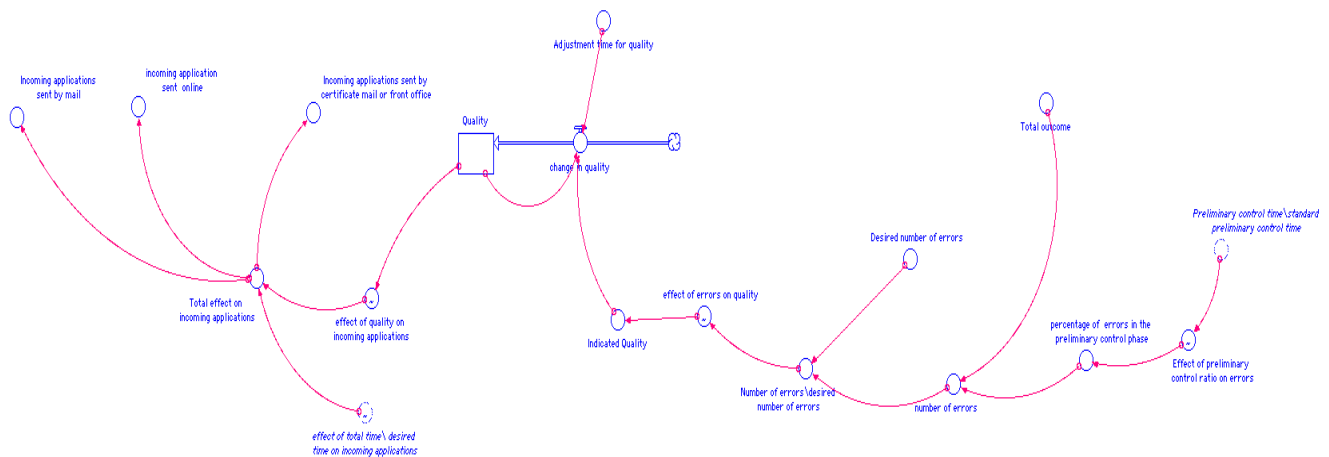 Adjustment time for quality
Incoming applications
sent by mail
incoming application
sent online
Incoming applications sent by
certificate mail or front office
Quality
change in quality
Total outcome
Preliminary control time\standard
preliminary control time
Desired number of errors
Total effect on
incoming applications
effect of quality on
incoming applications
effect of errors on quality
Indicated Quality
percentage of errors in the
preliminary control phase
Effect of preliminary
control ratio on errors
Number of errors\desired
number of errors
number of errors
effect of total time\ desired
time on incoming applications